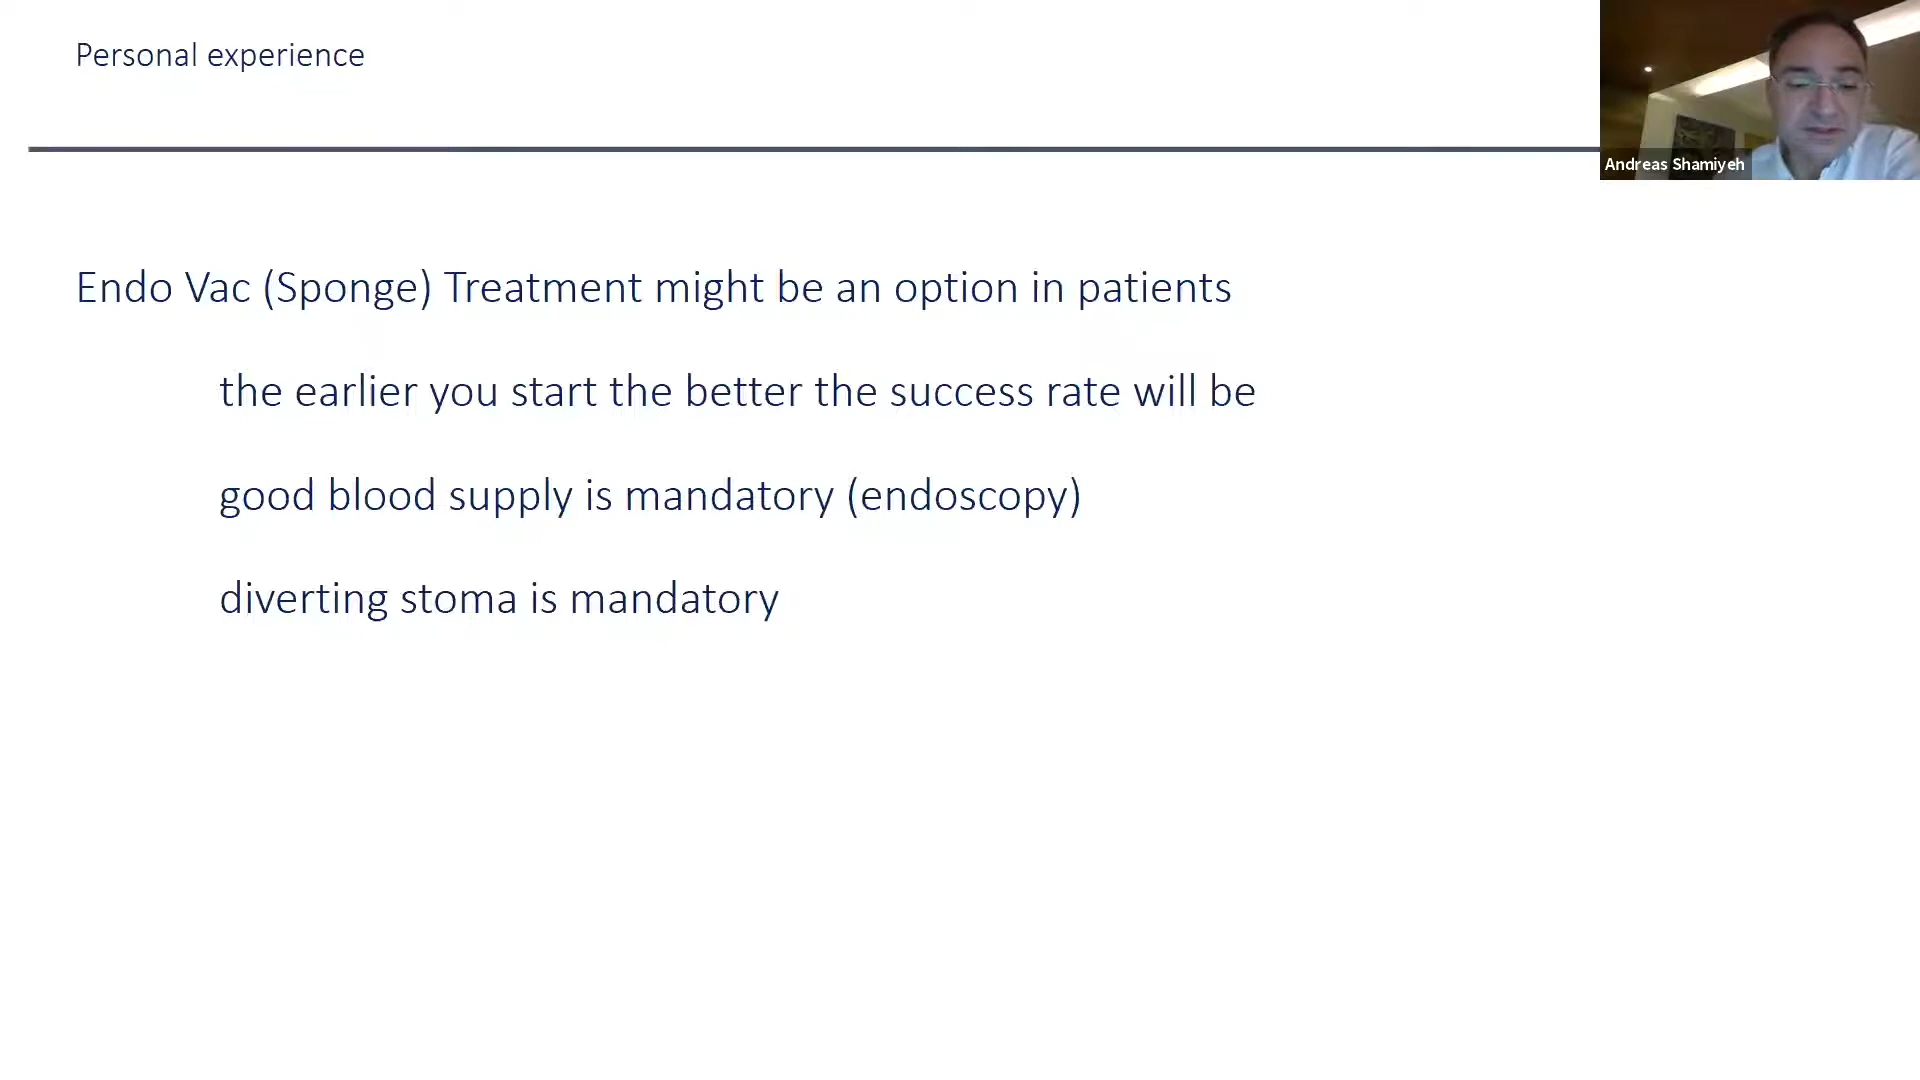 Personal experience
Andreas Shamiyeh
Endo Vac (Sponge) Treatment might be an option in patients
the earlier you start the better the success rate will be
good blood supply is mandatory (endoscopy)
diverting stoma is mandatory